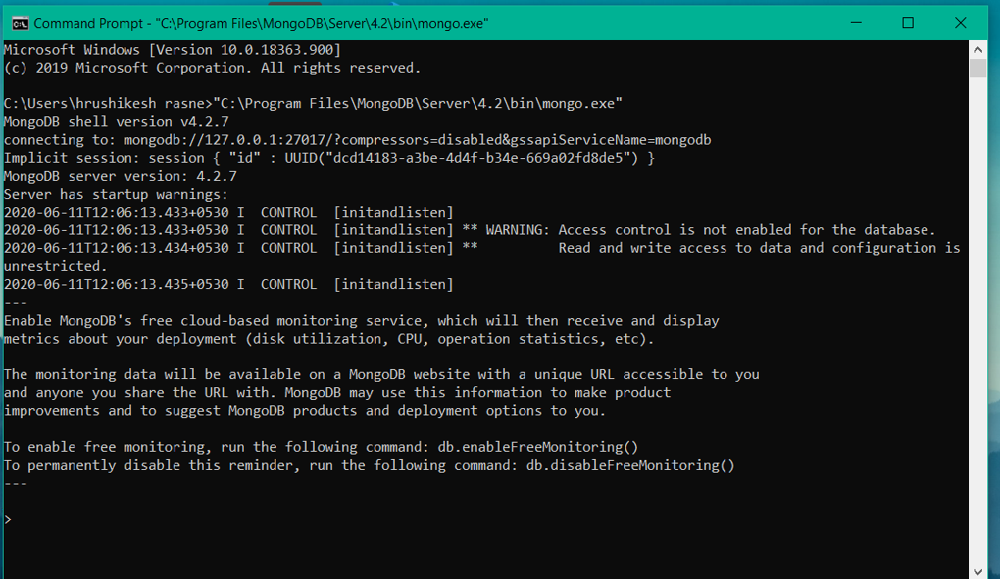 Command Prompt - "C:\Program Files\MongoDB\Server\4.2\bin\mongo.exe"
Microsoft Windows [Version 10.0.18363.900]
(c) 2019 Microsoft Corporation. All rights reserved.
C:\Users\hrushikesh rasne>"C:\Program Files\MongoDB\Server\4.2\bin\mongo.exe"
MongoDB shell version v4.2.7
connecting to: mongodb://127.0.0.1:27017/?compressors=disabled&gssapiServiceName=mongodb
Implicit session: session { "id" : UUID("dcd14183-a3be-4d4f-b34e-669a02fd8de5") }
MongoDB server version: 4.2.7
Server has startup warnings:
2020-06-11T12:06:13.433+0530 I  CONTROL  [initandlisten]
2020-06-11T12:06:13.433+0530 I  CONTROL  [initandlisten] ** WARNING: Access control is not enabled for the database.
2020-06-11T12:06:13.434+0530 I  CONTROL  [initandlisten] **          Read and write access to data and configuration is
unrestricted.
2020-06-11T12:06:13.435+0530 I  CONTROL  [initandlisten]
---
Enable MongoDB's free cloud-based monitoring service, which will then receive and display
metrics about your deployment (disk utilization, CPU, operation statistics, etc).
The monitoring data will be available on a MongoDB website with a unique URL accessible to you
and anyone you share the URL with. MongoDB may use this information to make product
improvements and to suggest MongoDB products and deployment options to you.
To enable free monitoring, run the following command: db.enableFreeMonitoring()
To permanently disable this reminder, run the following command: db.disableFreeMonitoring()
---
>